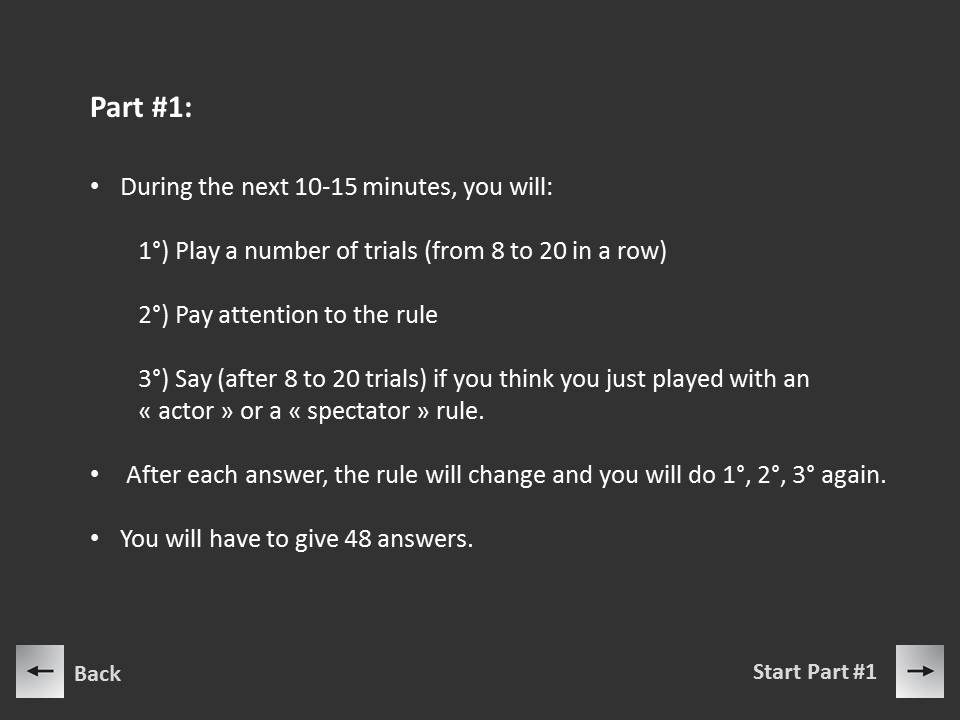 Part #1:
• During the next 10-15 minutes, you will:
1°) Play a number of trials (from 8 to 20 in a row)
2°) Pay attention to the rule
3°) Say (after 8 to 20 trials) if you think you just played with an
« actor » or a « spectator » rule.
• After each answer, the rule will change and you will do 1°, 2°, 3° again.
• You will have to give 48 answers.
Back
Start Part #1